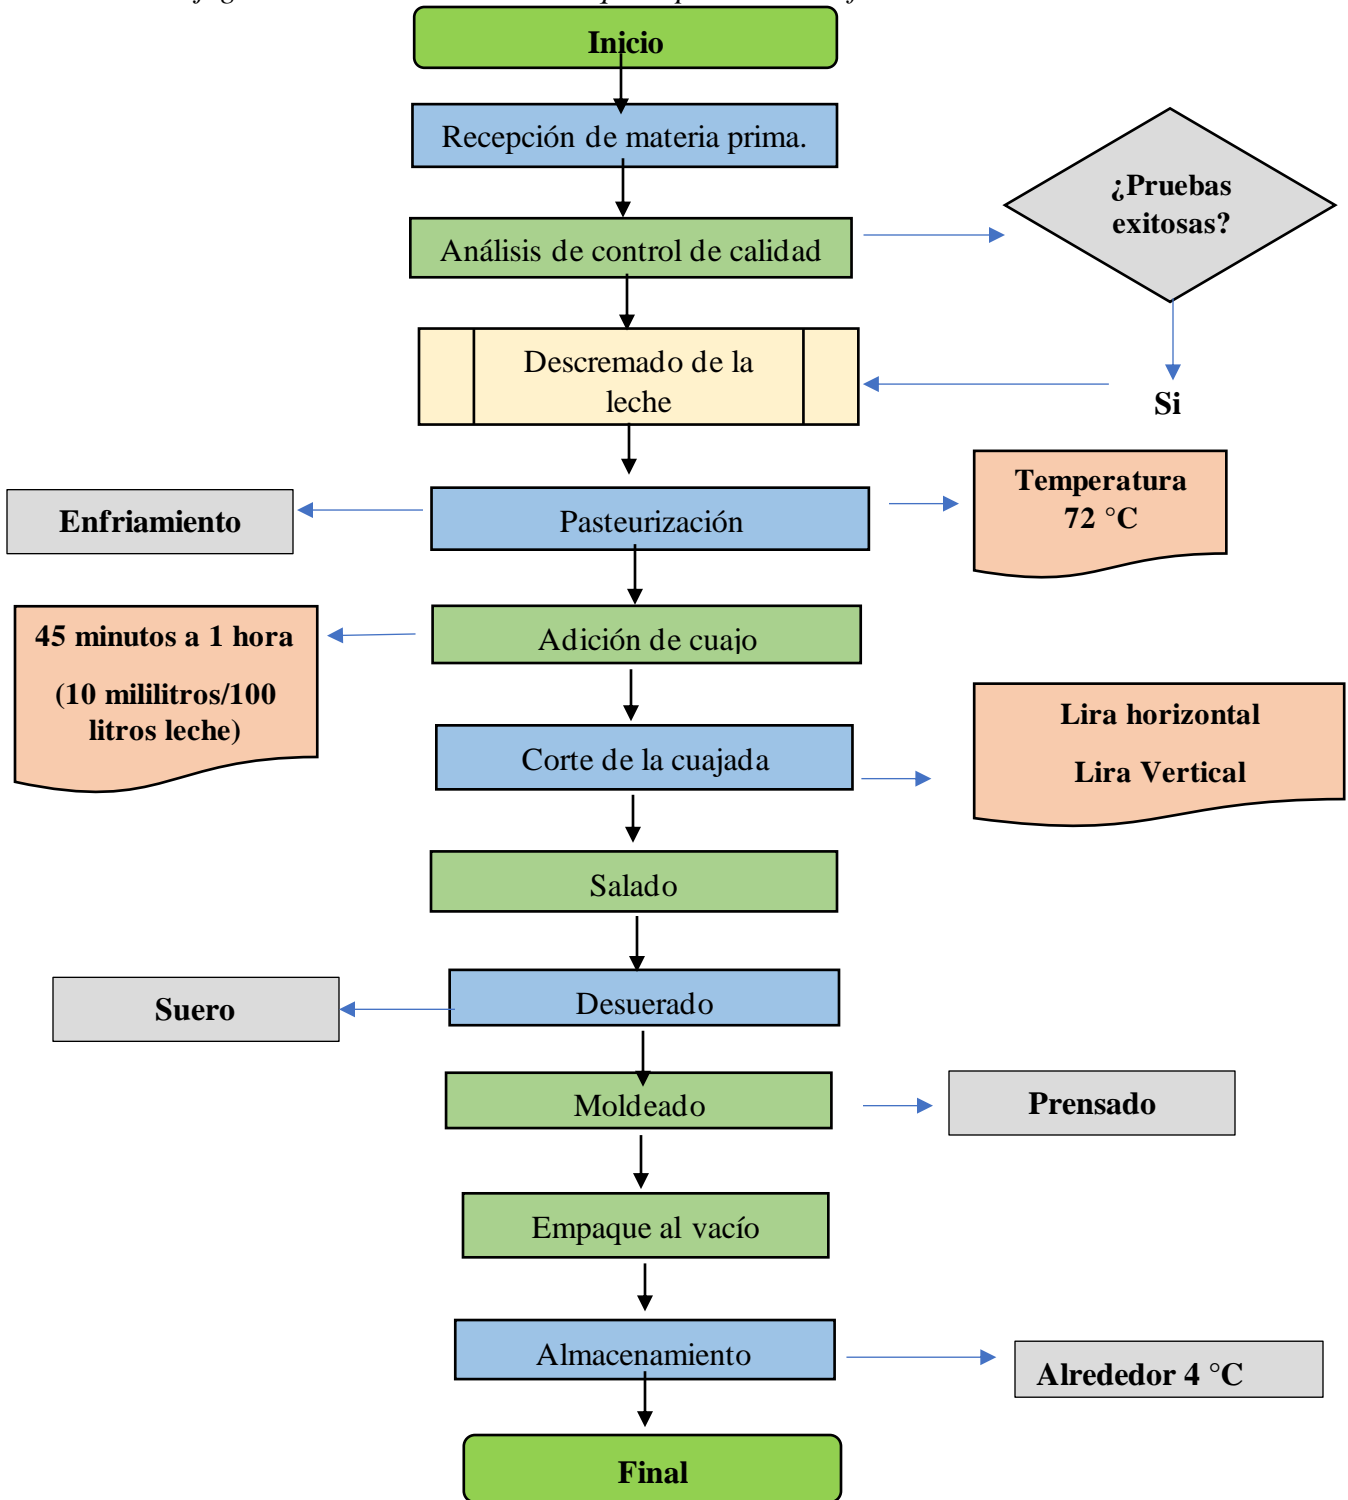 Inicio
Recepción de materia prima.
¿Pruebas
exitosas?
Análisis de control de calidad
Descremado de la
leche
Si
Temperatura
72 °C
Enfriamiento
Pasteurización
45 minutos a 1 hora
(10 mililitros/100
litros leche)
Adición de cuajo
Lira horizontal
Lira Vertical
Corte de la cuajada
Salado
Suero
Desuerado
Moldeado
Prensado
Empaque al vacío
Almacenamiento
Alrededór 4 °C
Final